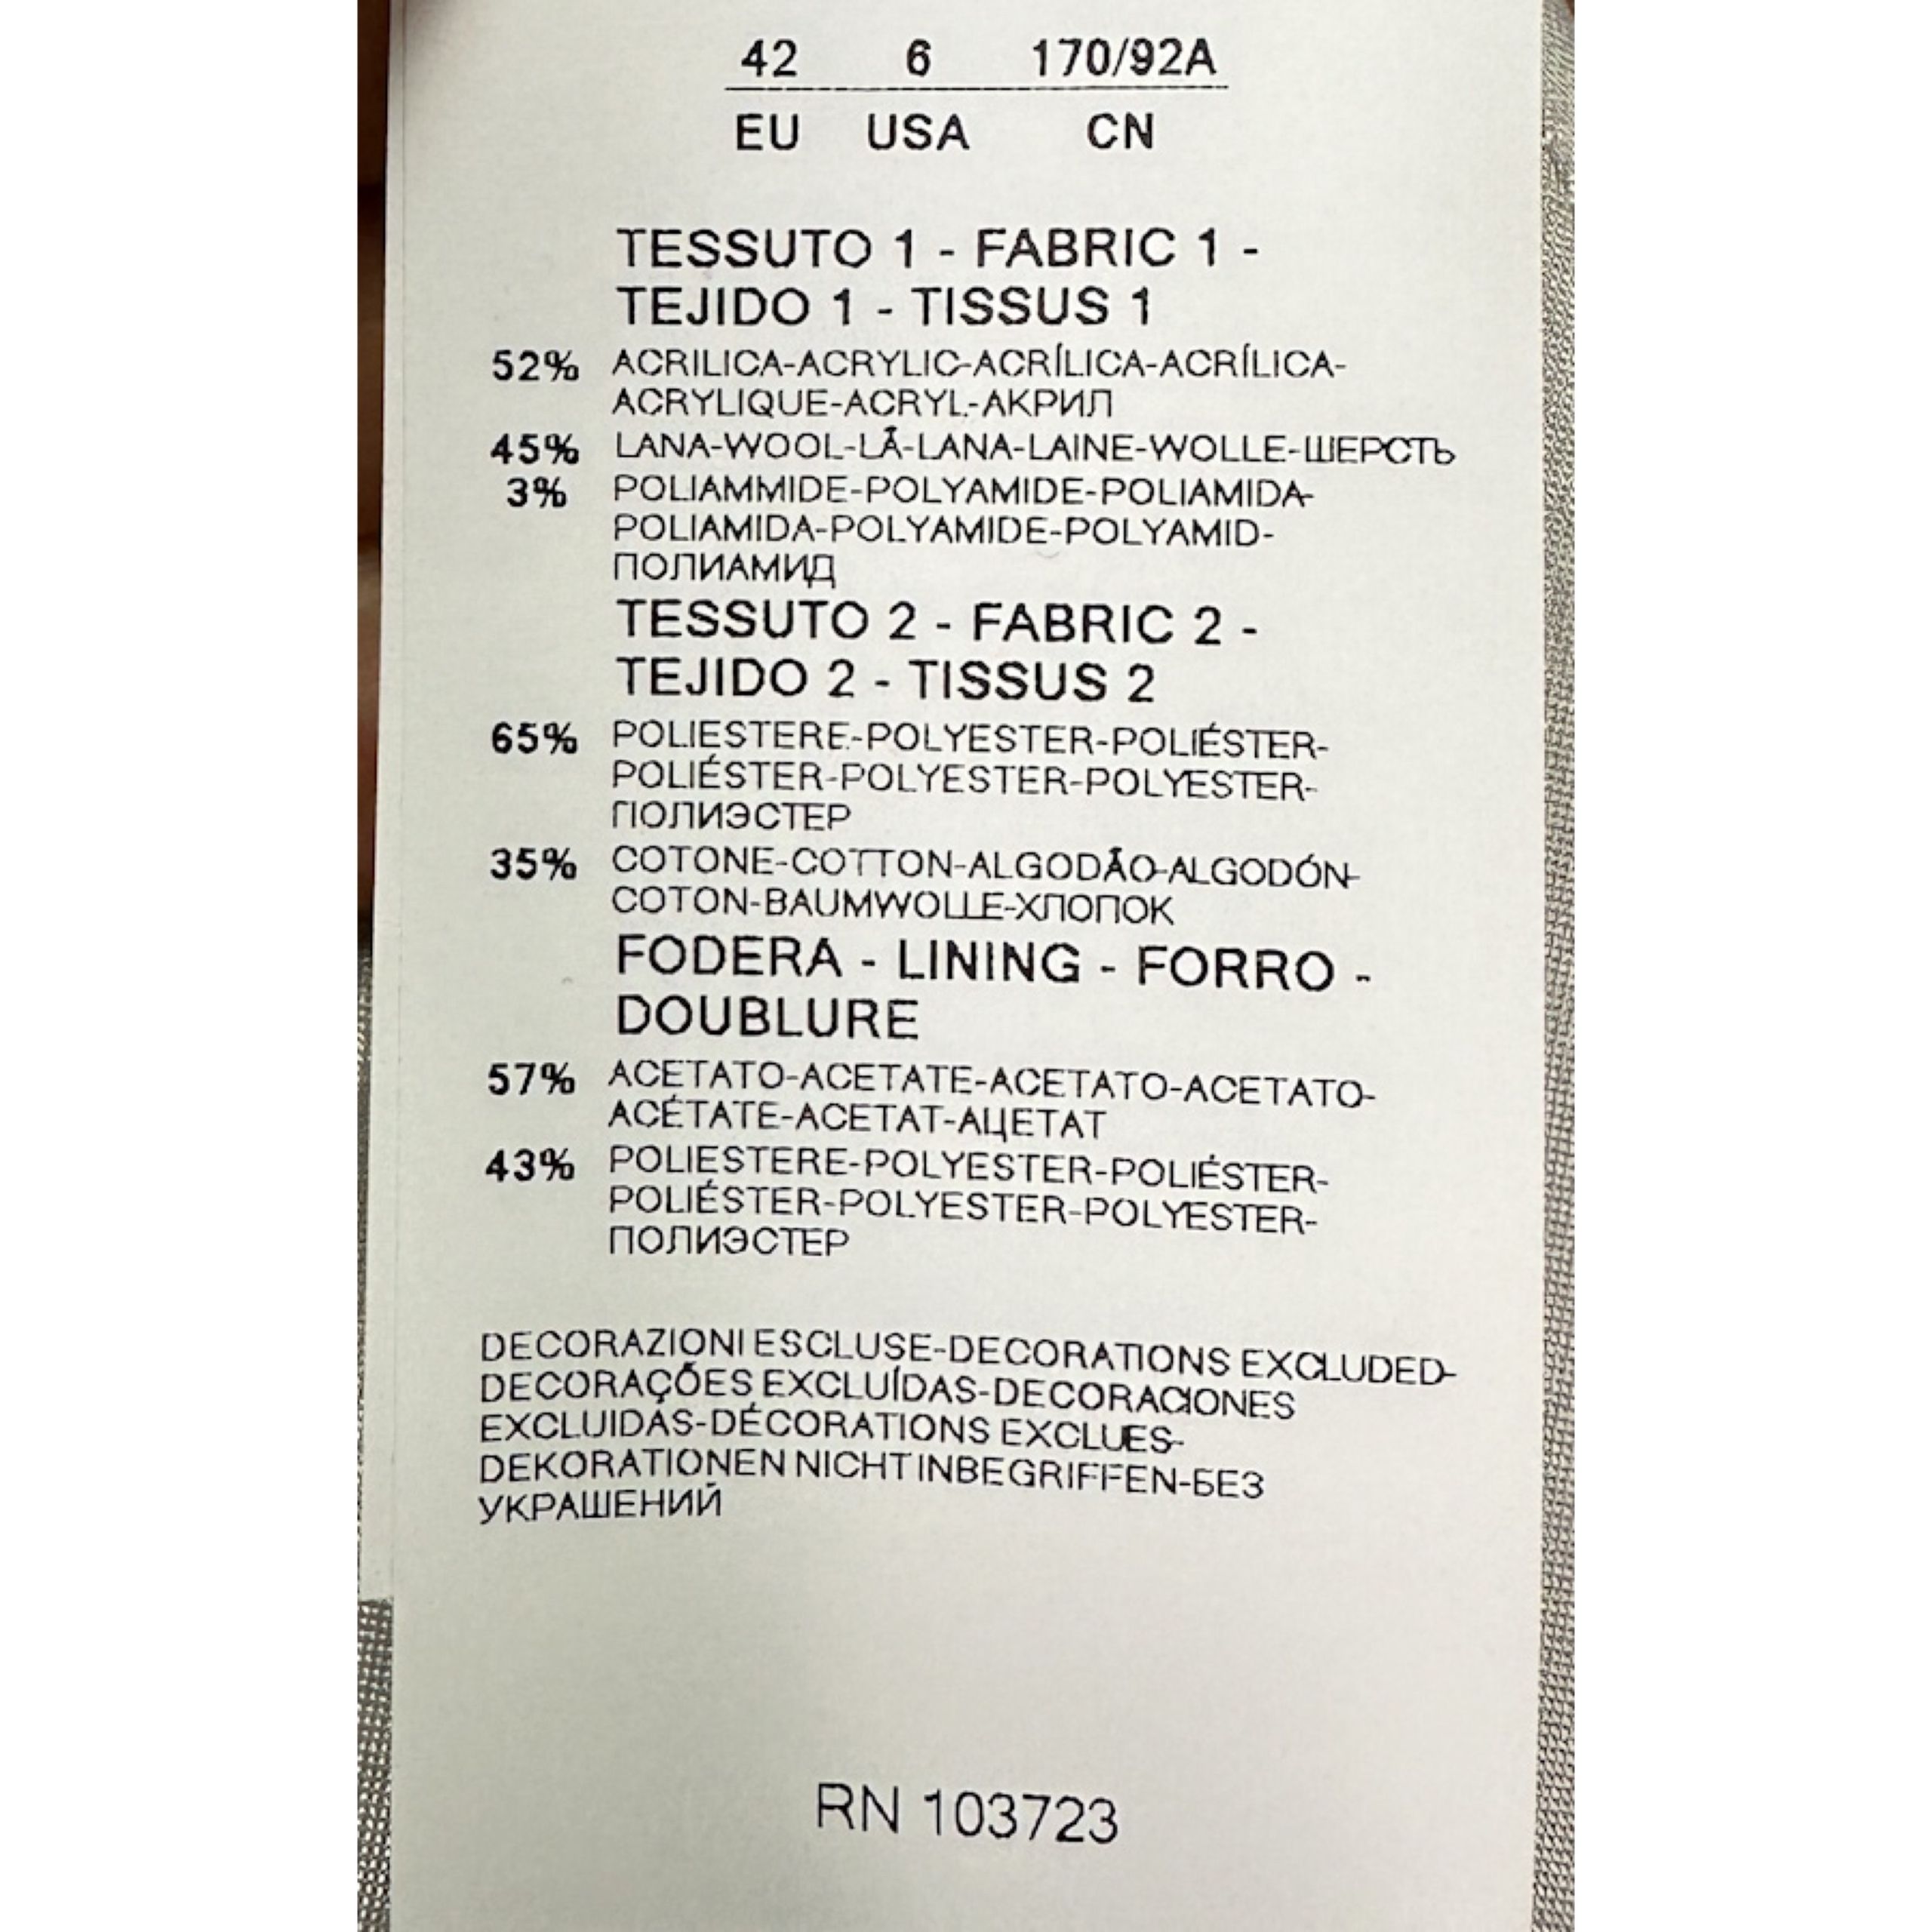 42 6 170/92A
EU USA CN
TESSUTO 1 - FABRIC 1 -
TEJIDO 1 - TISSUS 1
52% ACRILICA-ACRYLIC-ACRÍLICA-ACRÍLICA-
ACRYLIQUE-ACRYL-АКРИЛ
45% LANA-WOOL-LÃ-LANA-LAINE-WOLLE-ШЕРСТЬ
3% POLIAMMIDE-POLYAMIDE-POLIAMIDA-
POLIAMIDA-POLYAMIDE-POLYAMID-
ПОЛИАМИД
TESSUTO 2 - FABRIC 2 -
TEJIDO 2 - TISSUS 2
65% POLIESTERE-POLYESTER-POLIÉSTER-
POLIÉSTER-POLYESTER-POLYESTER-
ПОЛИЭСТЕР
35% COTONE-COTTON-ALGODÃO-ALGODÓN-
COTON-BAUMWOLLE-ХЛОПОК
FODERA - LINING - FORRO -
DOUBLURE
57% ACETATO-ACETATE-ACETATO-ACETATO-
ACÉTATE-ACETAT-АЦЕТАТ
43% POLIESTERE-POLYESTER-POLIÉSTER-
POLIÉSTER-POLYESTER-POLYESTER-
ПОЛИЭСТЕР
DECORAZIONI ESCLUSE-DECORATIONS EXCLUDED-
DECORAÇÕES EXCLUÍDAS-DECORACIONES
EXCLUIDAS-DÉCORATIONS EXCLUES-
DEKORATIONEN NICHT INBEGRIFFEN-БЕЗ
УКРАШЕНИЙ
RN 103723